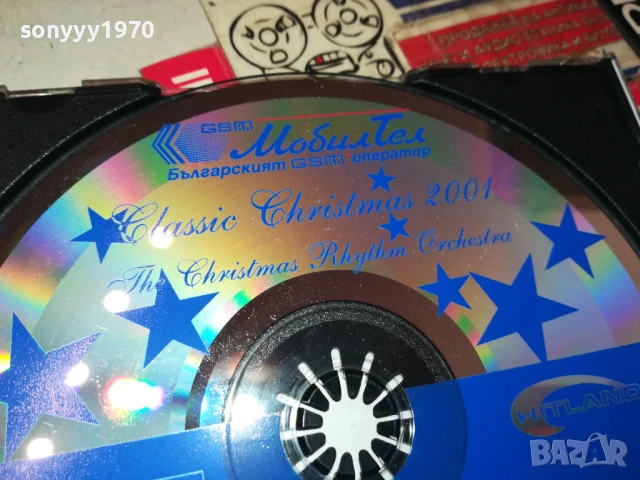 sonyyy1970
GSM
МобилТел
Българският GSM оператор
Classic Christmas 2001
The Christmas Rhythm Orchestra
HITLAND
BAZAR